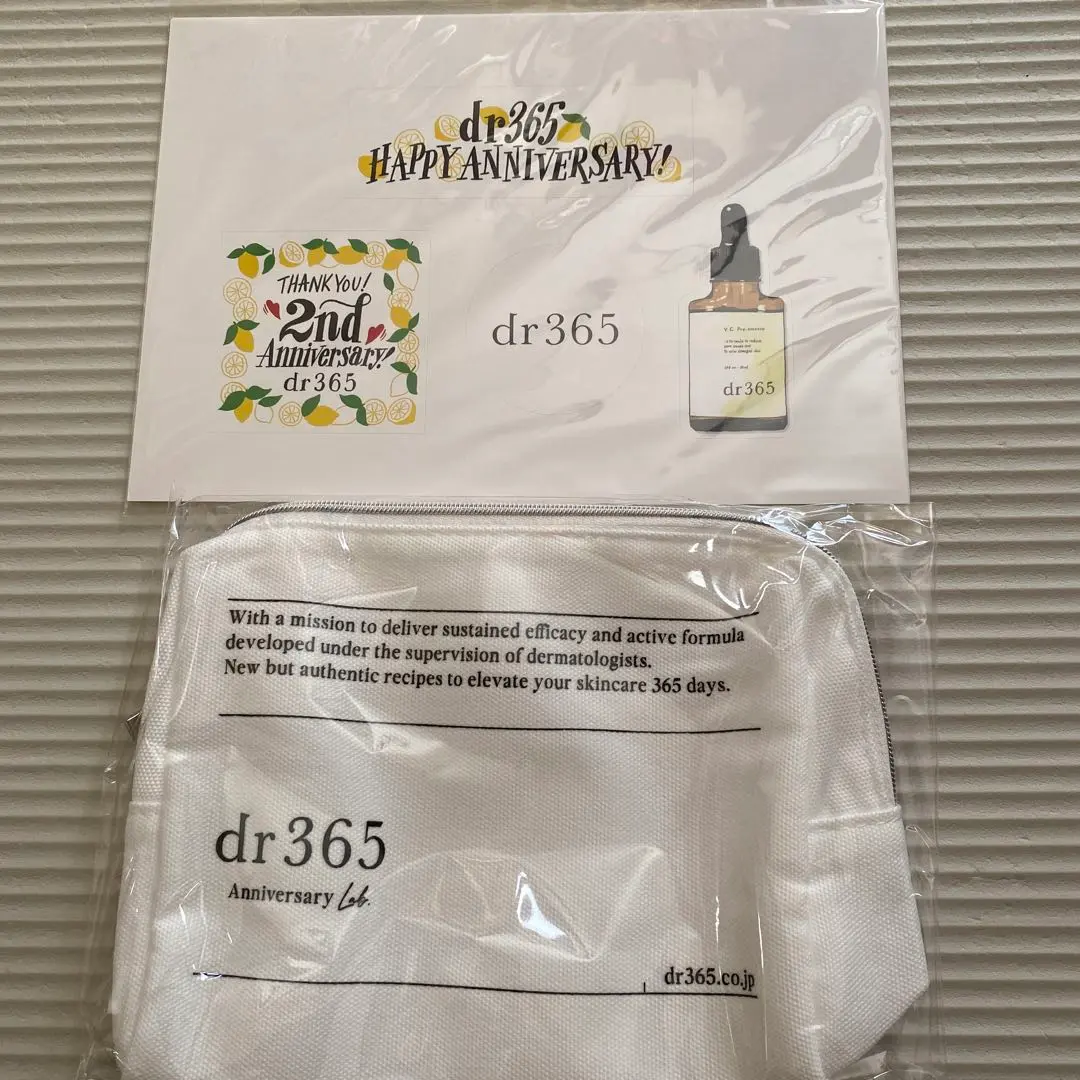 dr365
HAPPY ANNIVERSARY!
THANK YOU!
2nd
Anniversary!
dr365
dr365
V. C. Pre-essence
dr365
With a mission to deliver sustained efficacy and active formula
developed under the supervision of dermatologists.
New but authentic recipes to elevate your skincare 365 days.
dr365
Anniversary Lab.
dr365.co.jp